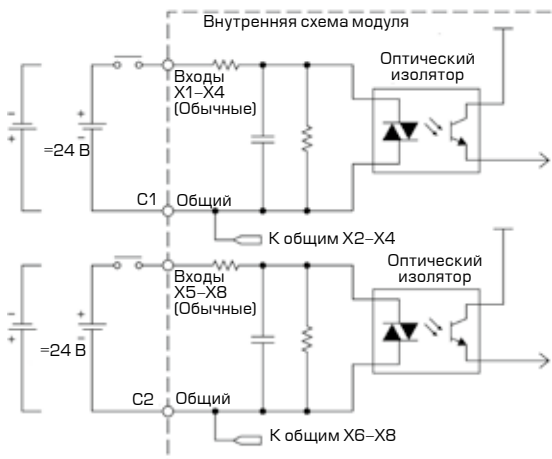 Внутренняя схема модуля
Оптический
изолятор
Входы
X1–X4
(Обычные)
- +
+ -
=24 В
C1 Общий
К общим X2–X4
Оптический
изолятор
Входы
X5–X8
(Обычные)
- +
+ -
=24 В
C2 Общий
К общим X6–X8